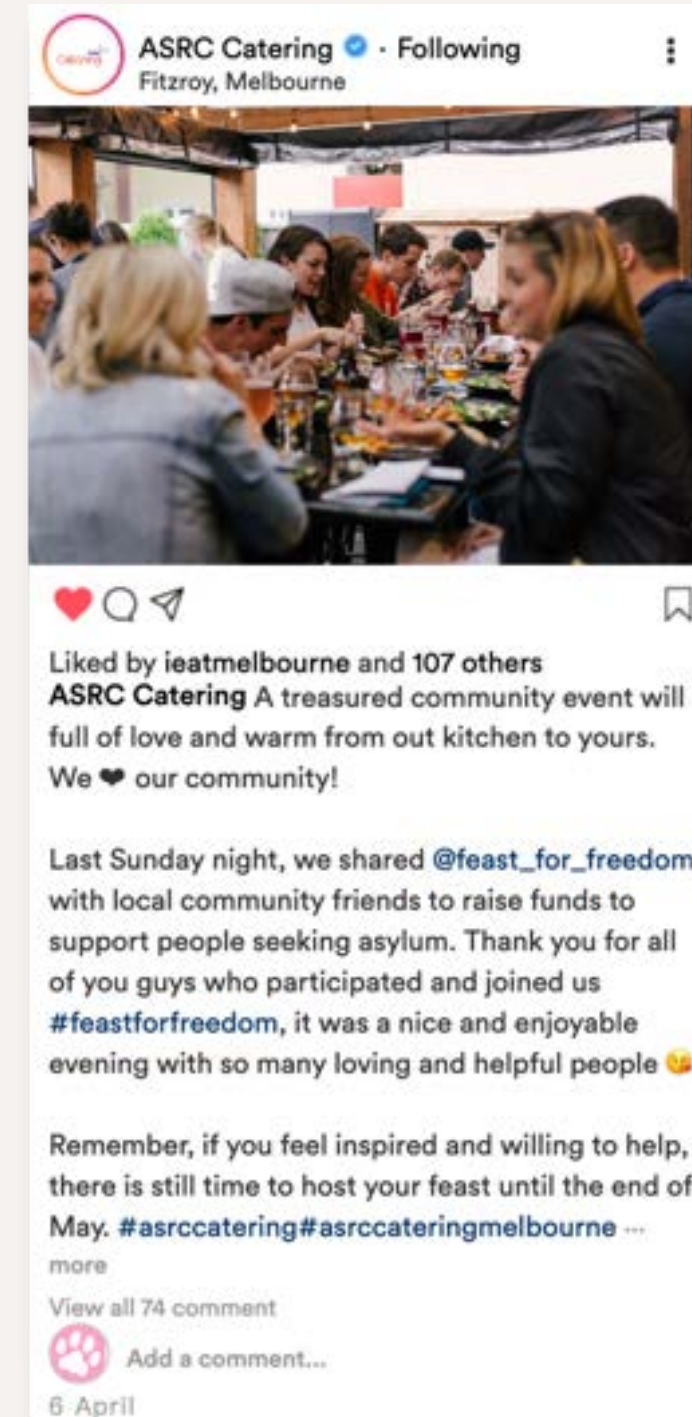 ASRC Catering · Following
Fitzroy, Melbourne
Liked by ieatmelbourne and 107 others
ASRC Catering A treasured community event will
full of love and warm from out kitchen to yours.
We ❤ our community!
Last Sunday night, we shared @feast_for_freedom
with local community friends to raise funds to
support people seeking asylum. Thank you for all
of you guys who participated and joined us
#feastforfreedom, it was a nice and enjoyable
evening with so many loving and helpful people 😘
Remember, if you feel inspired and willing to help,
there is still time to host your feast until the end of
May. #asrccatering#asrccateringmelbourne ...
more
View all 74 comment
Add a comment...
6 April